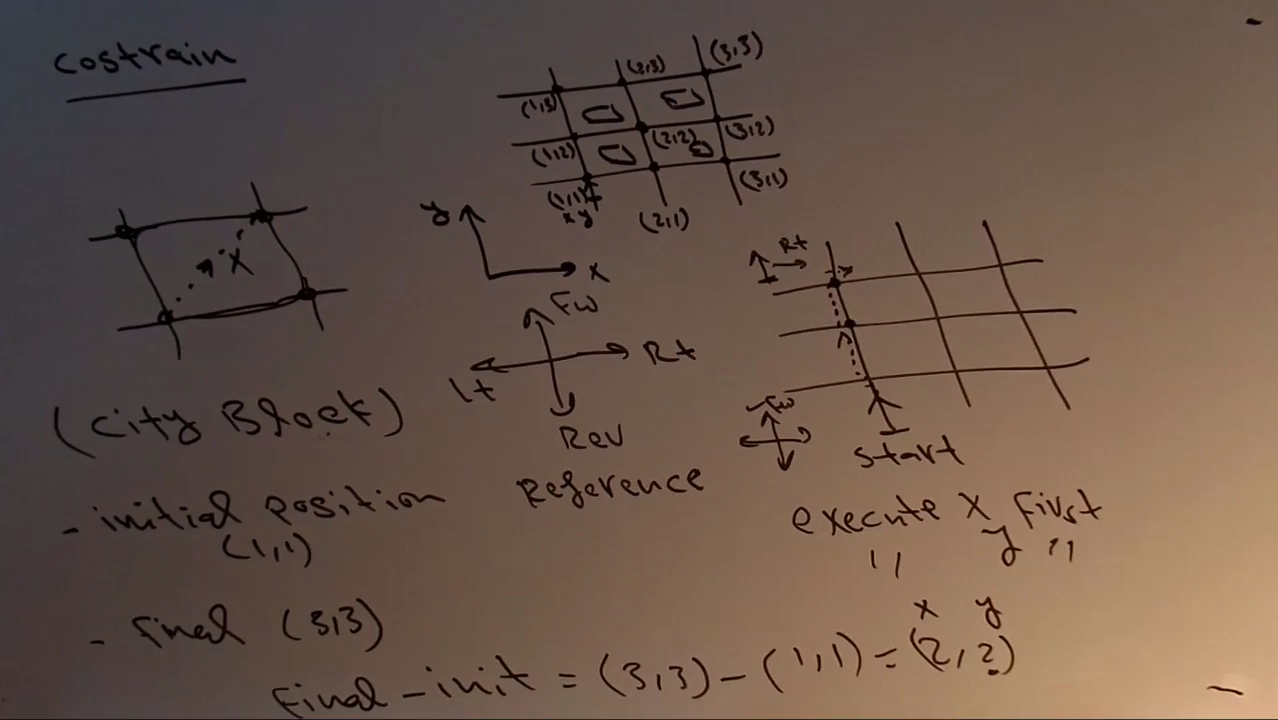 costrain
(1,3) (2,3) (3,3)
(1,2) (2,2) (3,2)
(1,1) (2,1) (3,1)
x y
y
x
X
Fw
Lt Rt
Rev
Reference
Rt
Fw
start
(City Block)
- initial position
(1,1)
execute X First
,, y ,,
- Final (3,3)
x y
Final - init = (3,3) - (1,1) = (2,2)